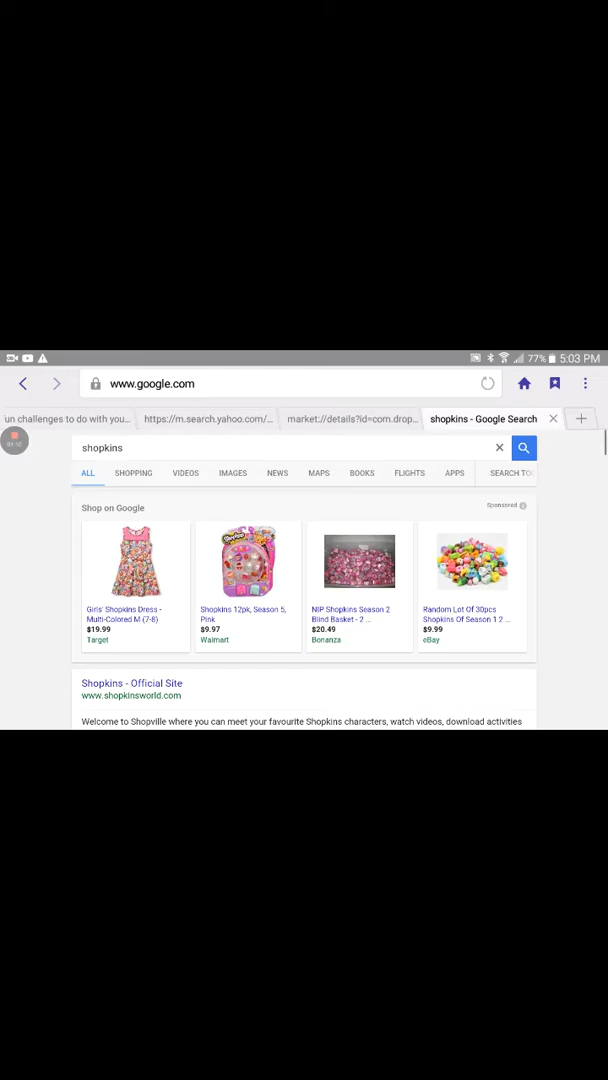 77% 5:03 PM
www.google.com
'un challenges to do with you...
https://m.search.yahoo.com/...
market://details?id=com.drop...
shopkins - Google Search
shopkins
ALL SHOPPING VIDEOS IMAGES NEWS MAPS BOOKS FLIGHTS APPS SEARCH TO
Shop on Google
Sponsored
Girls' Shopkins Dress -
Multi-Colored M (7-8)
$19.99
Target
Shopkins 12pk, Season 5,
Pink
$9.97
Walmart
NIP Shopkins Season 2
Blind Basket - 2 ...
$20.49
Bonanza
Random Lot Of 30pcs
Shopkins Of Season 1 2 ...
$9.99
eBay
Shopkins - Official Site
www.shopkinsworld.com
Welcome to Shopville where you can meet your favourite Shopkins characters, watch videos, download activities